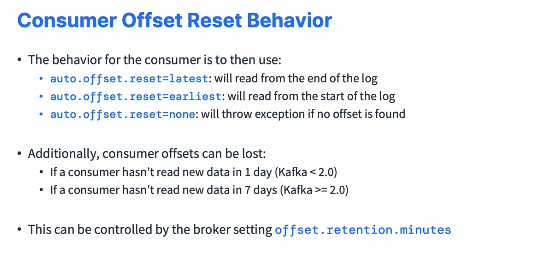 Consumer Offset Reset Behavior
• The behavior for the consumer is to then use:
• auto.offset.reset=latest: will read from the end of the log
• auto.offset.reset=earliest: will read from the start of the log
• auto.offset.reset=none: will throw exception if no offset is found
• Additionally, consumer offsets can be lost:
• If a consumer hasn't read new data in 1 day (Kafka < 2.0)
• If a consumer hasn't read new data in 7 days (Kafka >= 2.0)
• This can be controlled by the broker setting offset.retention.minutes